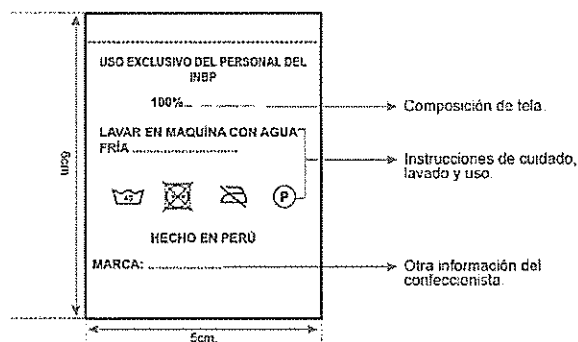 USO EXCLUSIVO DEL PERSONAL DEL
INBP
100%
Composición de tela.
LAVAR EN MAQUINA CON AGUA
FRÍA
Instrucciones de cuidado,
lavado y uso.
P
HECHO EN PERÚ
MARCA:
Otra información del
confeccionista.
5cm.